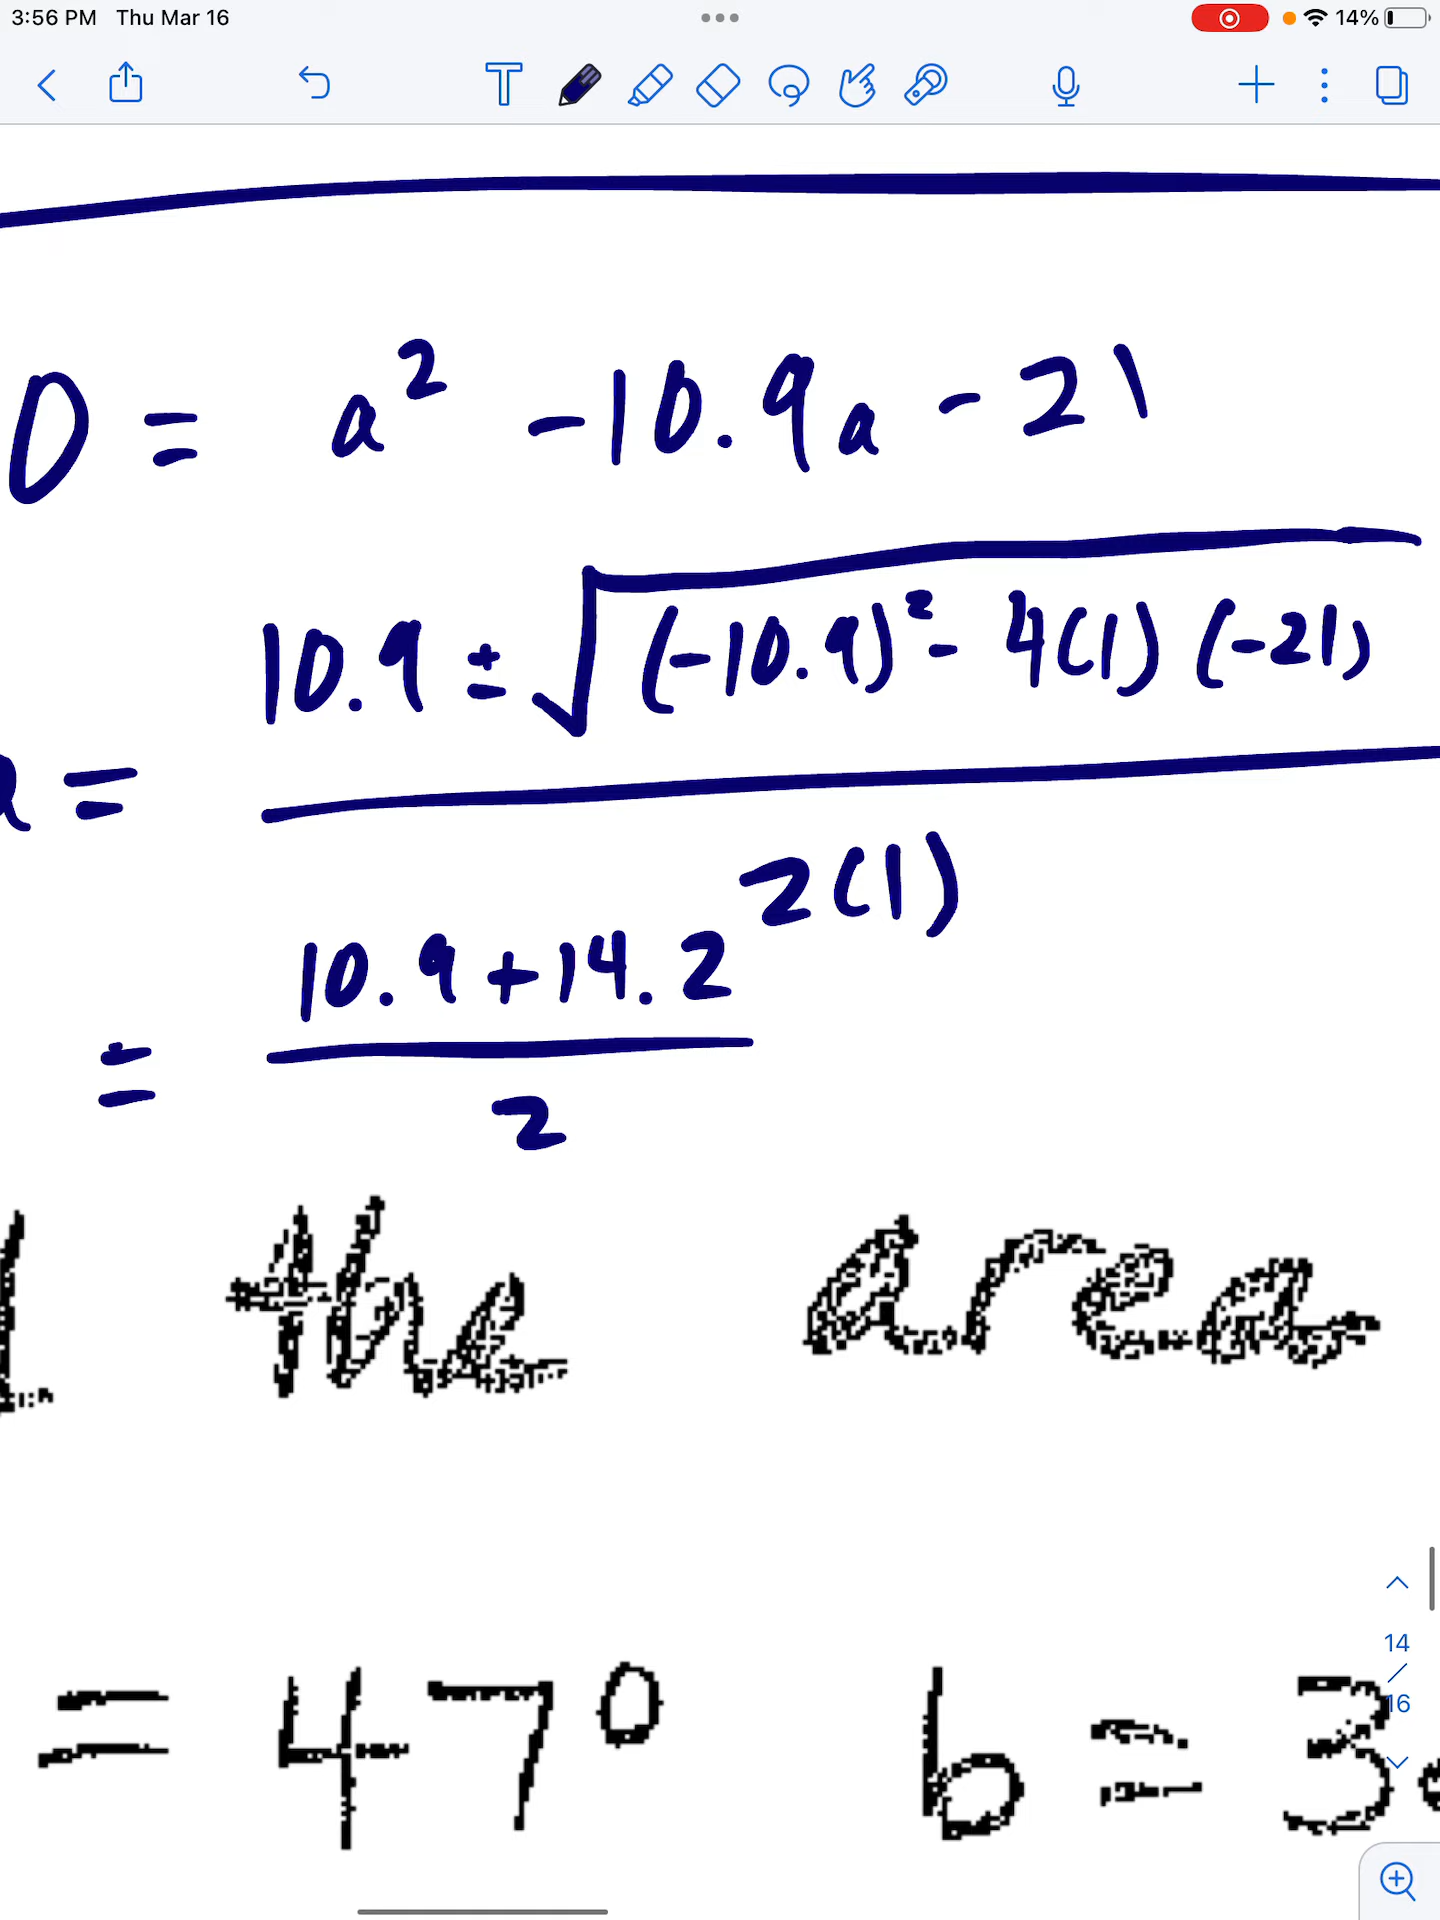 3:56 PM Thu Mar 16 14%
0 = a² - 10.9a - 21
a = 10.9 ± √(-10.9)² - 4(1)(-21)
2(1)
= 10.9 + 14.2
2
the area
= 47° b = 3
14
/
16